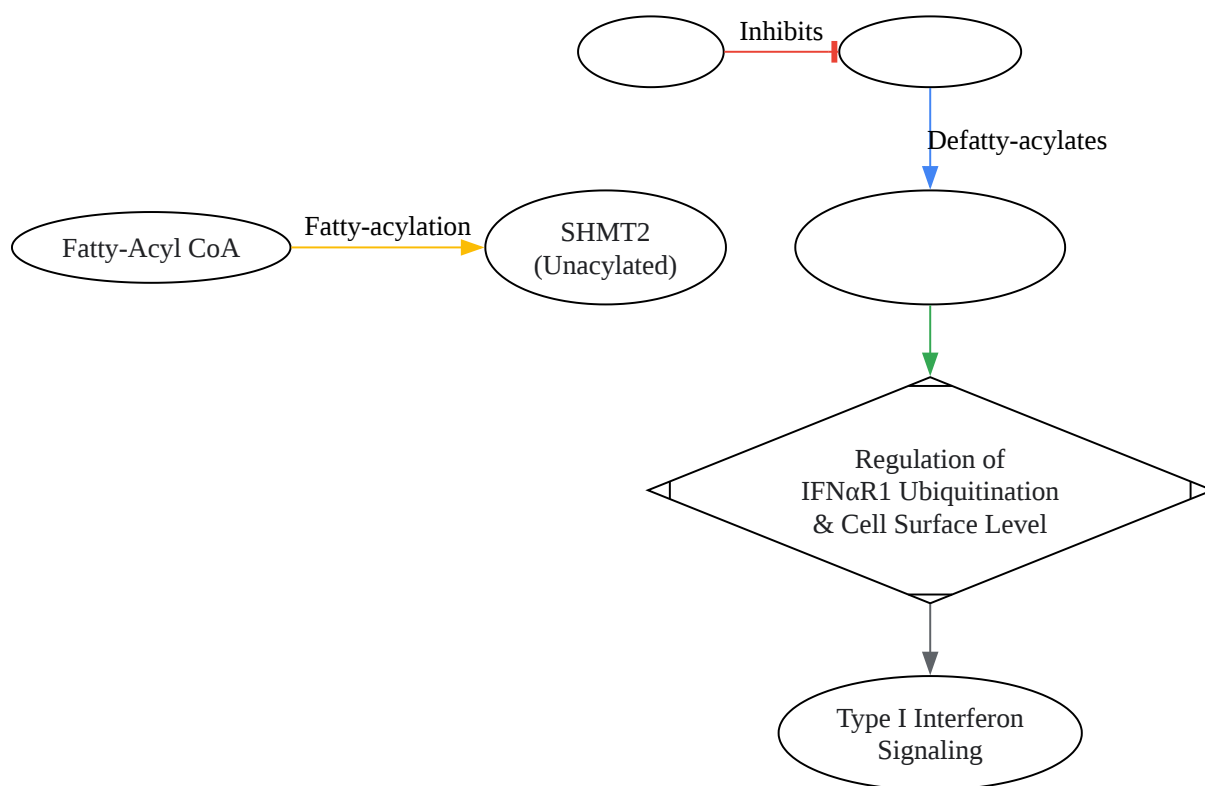 Inhibits
Defatty-acylates
Fatty-acylation
Fatty-Acyl CoA
SHMT2
(Unacylated)
Regulation of
IFNαR1 Ubiquitination
& Cell Surface Level
Type I Interferon
Signaling